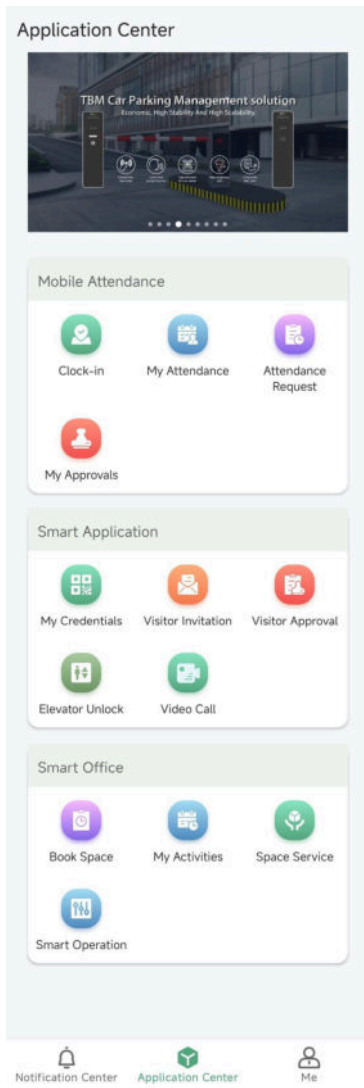 Application Center
TBM Car Parking Management solution
Economic, High Stability And High Scalability
Mobile Attendance
Clock-in
My Attendance
Attendance
Request
My Approvals
Smart Application
My Credentials
Visitor Invitation
Visitor Approval
Elevator Unlock
Video Call
Smart Office
Book Space
My Activities
Space Service
Smart Operation
Notification Center
Application Center
Me